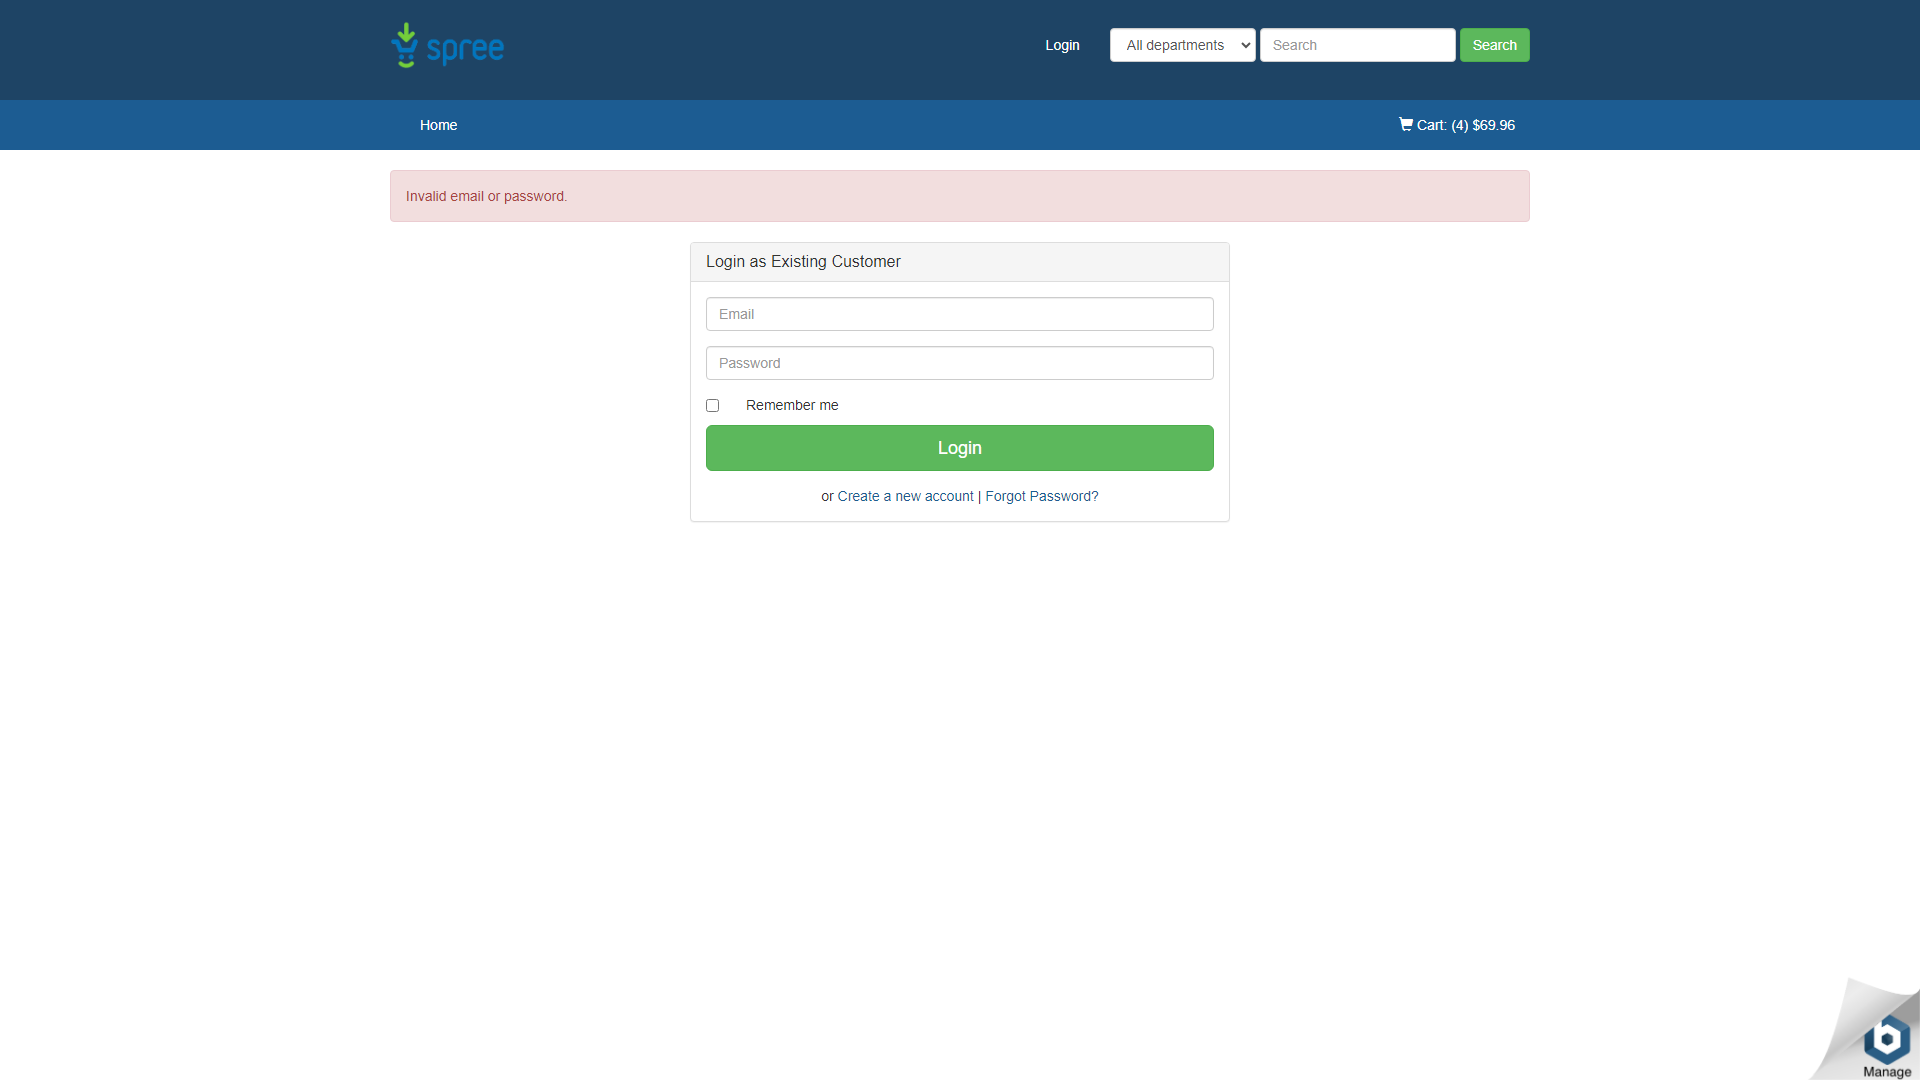 spree
Login
All departments
Search
Search
Home
Cart: (4) $69.96
Invalid email or password.
Login as Existing Customer
Email
Password
Remember me
Login
or Create a new account | Forgot Password?
b
Manage